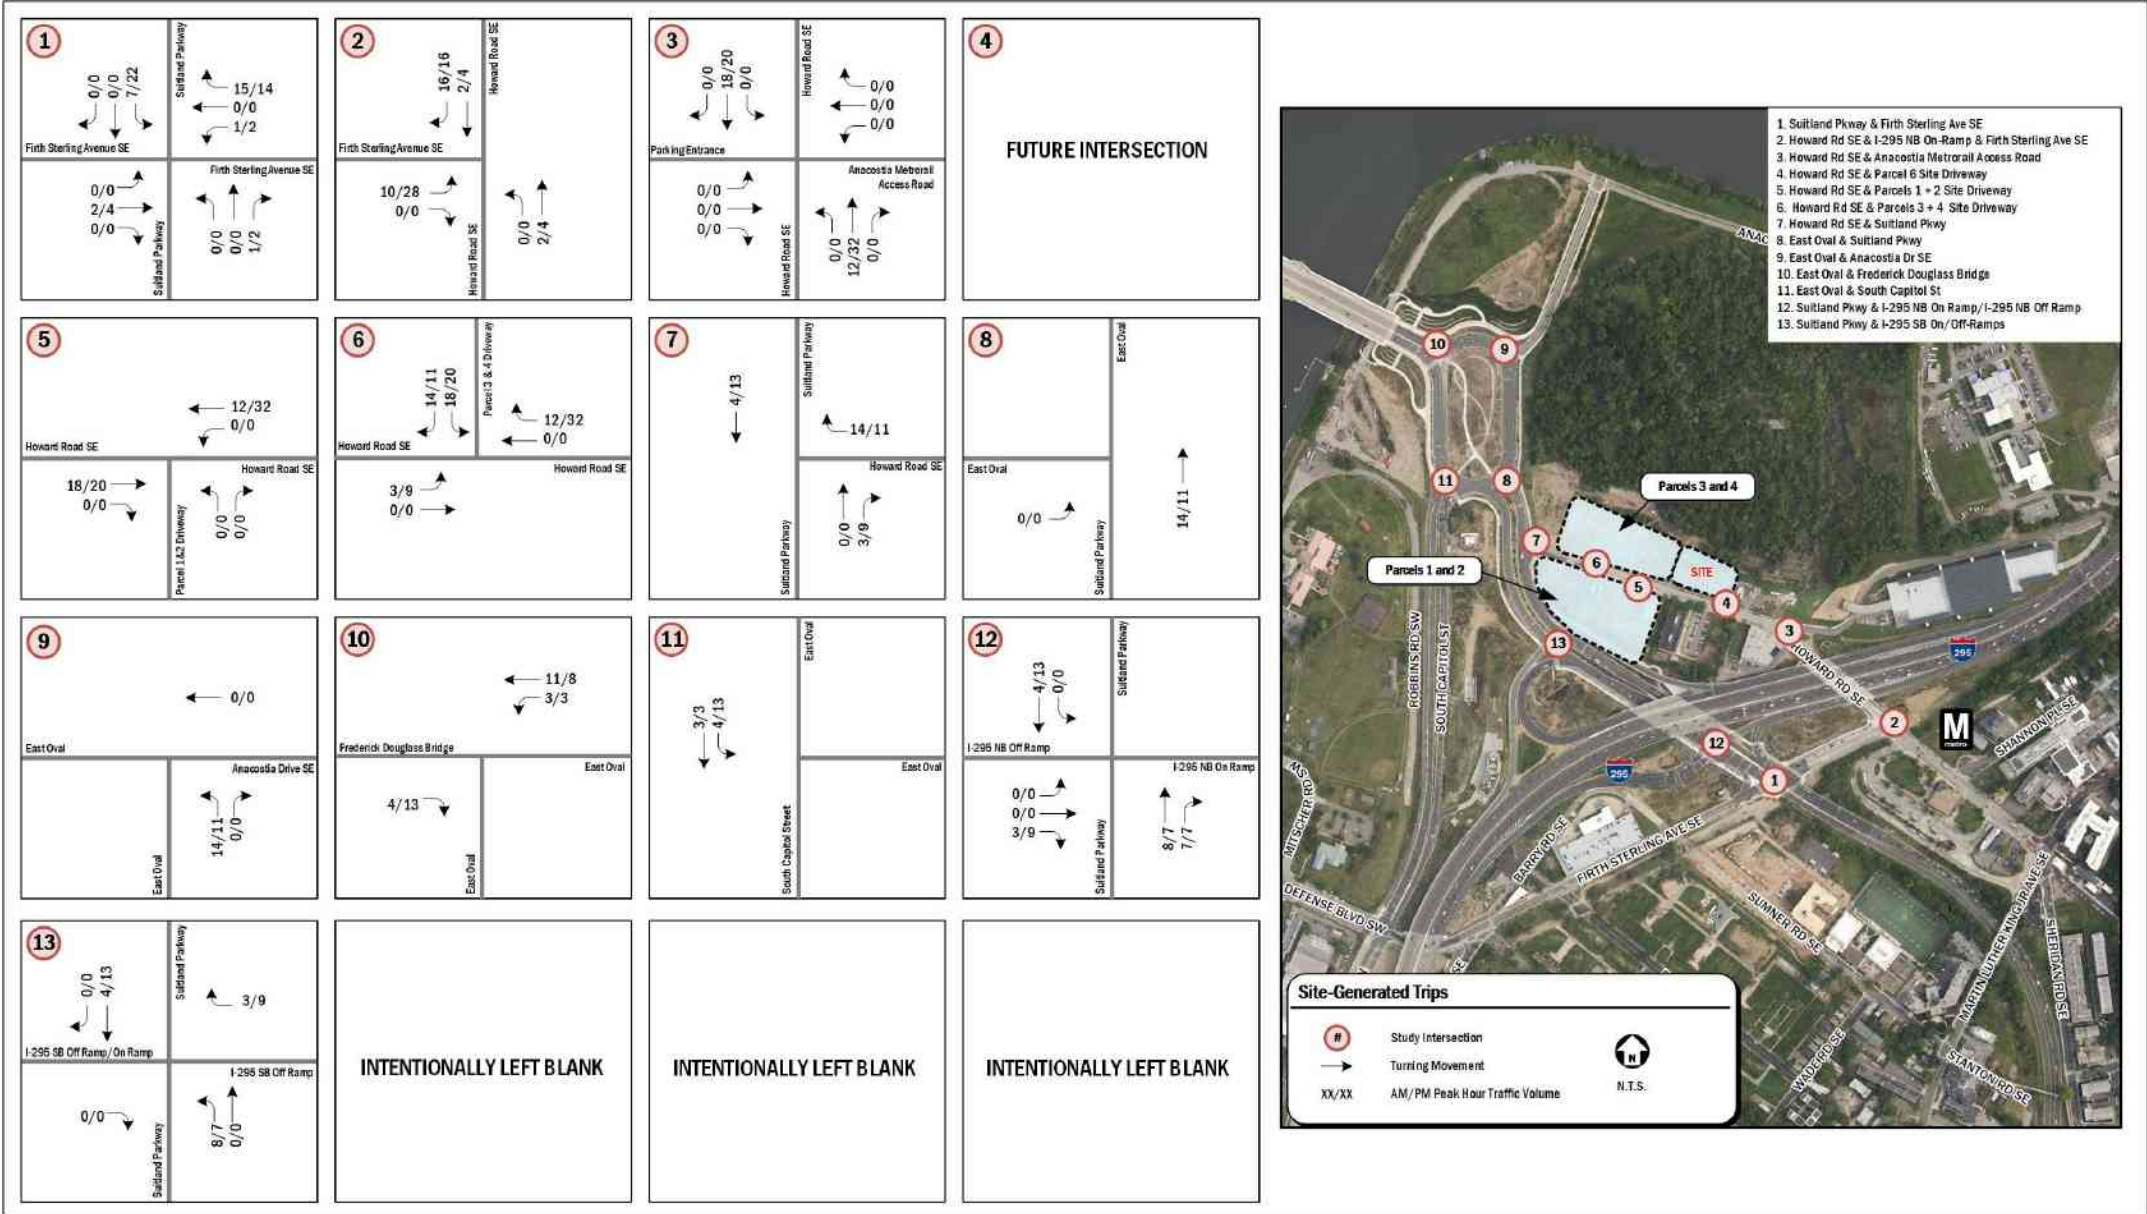 1
Suitland Parkway
0/0
0/0
7/22
15/14
0/0
1/2
Firth Sterling Avenue SE
Firth Sterling Avenue SE
0/0
2/4
0/0
0/0
0/0
1/2
Suitland Parkway
2
Howard Road SE
16/16
2/4
Firth Sterling Avenue SE
10/28
0/0
0/0
2/4
Howard Road SE
3
Howard Road SE
0/0
18/20
0/0
0/0
0/0
0/0
Parking Entrance
Anacostia Metrorail
Access Road
0/0
0/0
0/0
0/0
12/32
0/0
Howard Road SE
4
FUTURE INTERSECTION
5
12/32
0/0
Howard Road SE
Howard Road SE
18/20
0/0
0/0
0/0
Parcel 1&2 Driveway
6
Parcel 3 & 4 Driveway
14/11
18/20
12/32
0/0
Howard Road SE
Howard Road SE
3/9
0/0
7
Suitland Parkway
4/13
14/11
Howard Road SE
0/0
3/9
Suitland Parkway
8
East Oval
East Oval
0/0
14/11
Suitland Parkway
9
0/0
East Oval
Anacostia Drive SE
14/11
0/0
East Oval
10
11/8
3/3
Frederick Douglass Bridge
East Oval
4/13
East Oval
11
East Oval
3/3
4/13
East Oval
South Capitol Street
12
Suitland Parkway
4/13
0/0
I-295 NB Off Ramp
I-295 NB On Ramp
0/0
0/0
3/9
8/7
7/7
Suitland Parkway
13
Suitland Parkway
0/0
4/13
3/9
I-295 SB Off Ramp/On Ramp
I-295 SB Off Ramp
0/0
8/7
0/0
Suitland Parkway
INTENTIONALLY LEFT BLANK
INTENTIONALLY LEFT BLANK
INTENTIONALLY LEFT BLANK
1. Suitland Pkway & Firth Sterling Ave SE
2. Howard Rd SE & I-295 NB On-Ramp & Firth Sterling Ave SE
3. Howard Rd SE & Anacostia Metrorail Access Road
4. Howard Rd SE & Parcel 6 Site Driveway
5. Howard Rd SE & Parcels 1 + 2 Site Driveway
6. Howard Rd SE & Parcels 3 + 4 Site Driveway
7. Howard Rd SE & Suitland Pkwy
8. East Oval & Suitland Pkwy
9. East Oval & Anacostia Dr SE
10. East Oval & Frederick Douglass Bridge
11. East Oval & South Capitol St
12. Suitland Pkwy & I-295 NB On Ramp/I-295 NB Off Ramp
13. Suitland Pkwy & I-295 SB On/Off-Ramps
ANAC
10
9
11
8
Parcels 3 and 4
7
6
Parcels 1 and 2
SITE
5
4
3
13
HOWARD RD SE
295
ROBBINS RD SW
SOUTH CAPITOL ST
2
M
metro
SHANNON PL SE
12
295
1
MITSCHER RD SW
BARRY RD SE
FIRTH STERLING AVE SE
DEFENSE BLVD SW
SUMNER RD SE
MARTIN LUTHER KING JR AVE SE
SHERIDAN RD SE
SE
WADE RD SE
STANTON RD SE
Site-Generated Trips
# Study Intersection
Turning Movement
XX/XX AM/PM Peak Hour Traffic Volume
N
N.T.S.